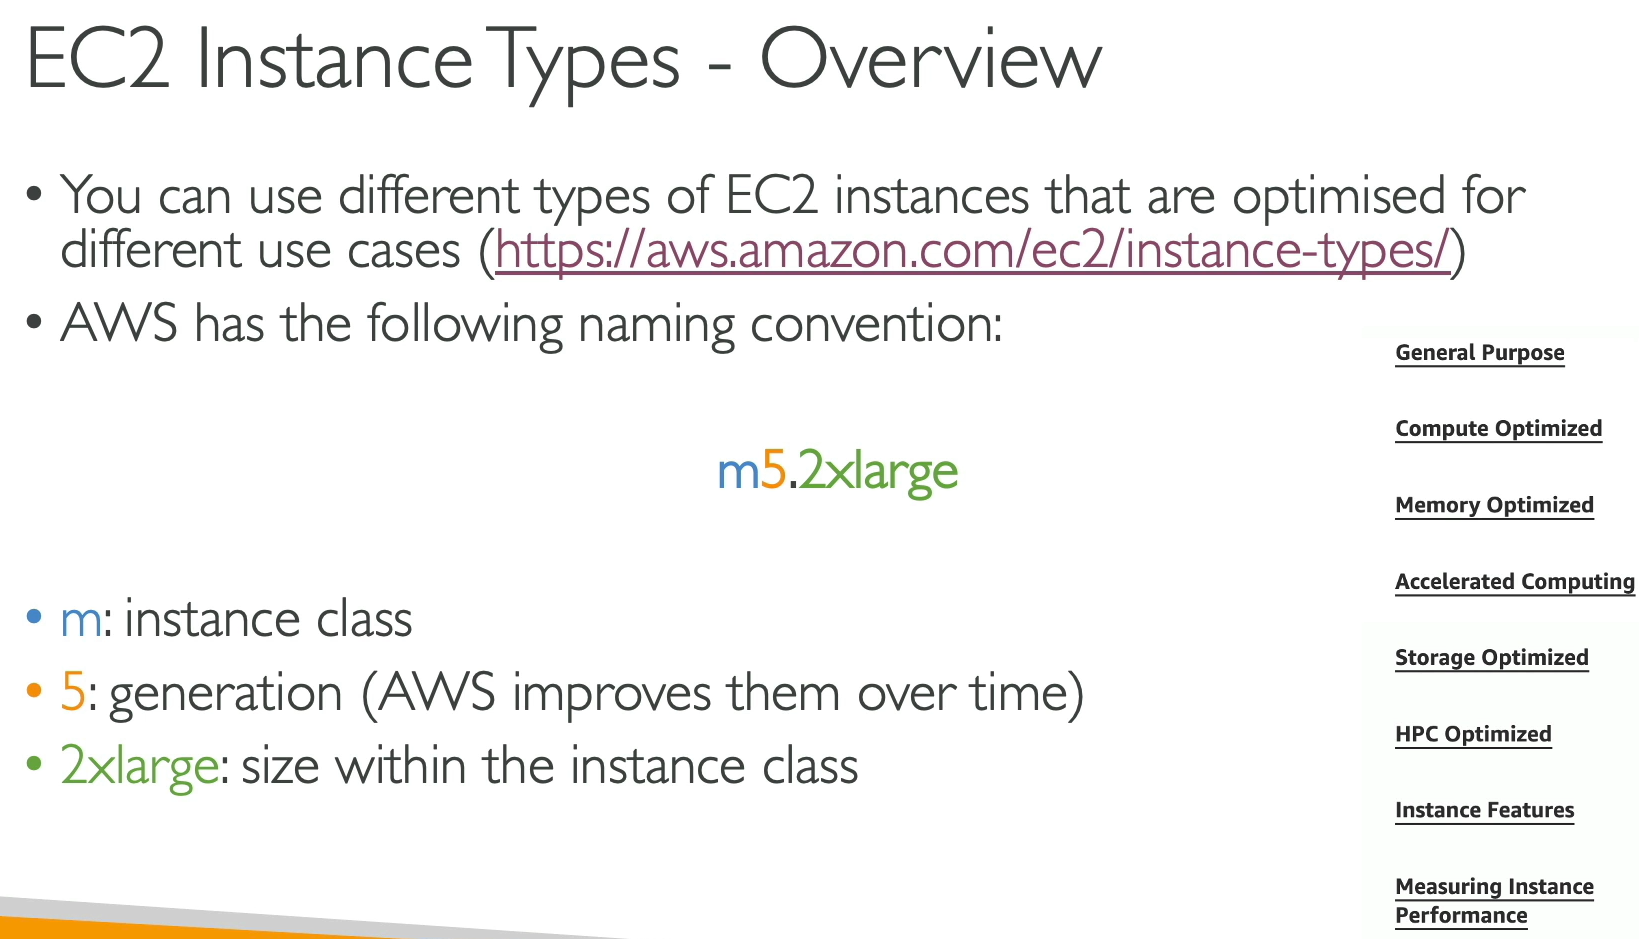 EC2 Instance Types - Overview
• You can use different types of EC2 instances that are optimised for
different use cases (https://aws.amazon.com/ec2/instance-types/)
• AWS has the following naming convention:
m5.2xlarge
• m: instance class
• 5: generation (AWS improves them over time)
• 2xlarge: size within the instance class
General Purpose
Compute Optimized
Memory Optimized
Accelerated Computing
Storage Optimized
HPC Optimized
Instance Features
Measuring Instance
Performance